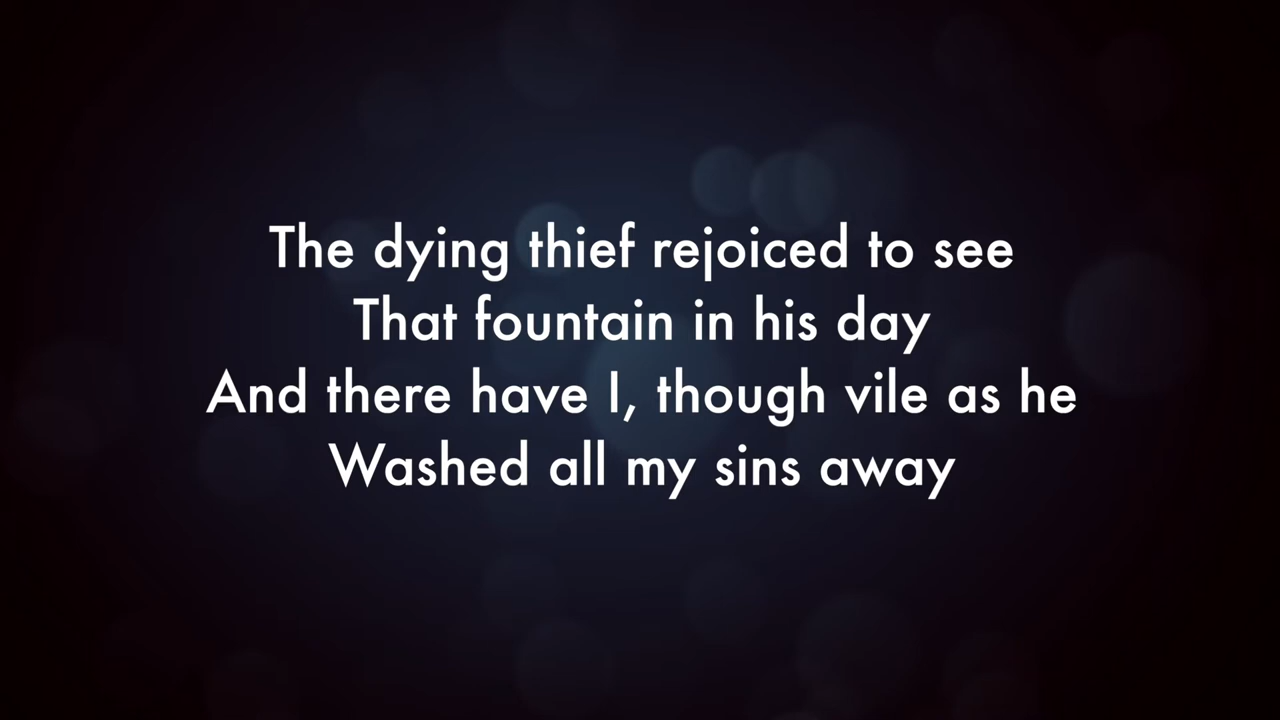 The dying thief rejoiced to see
That fountain in his day
And there have I, though vile as he
Washed all my sins away